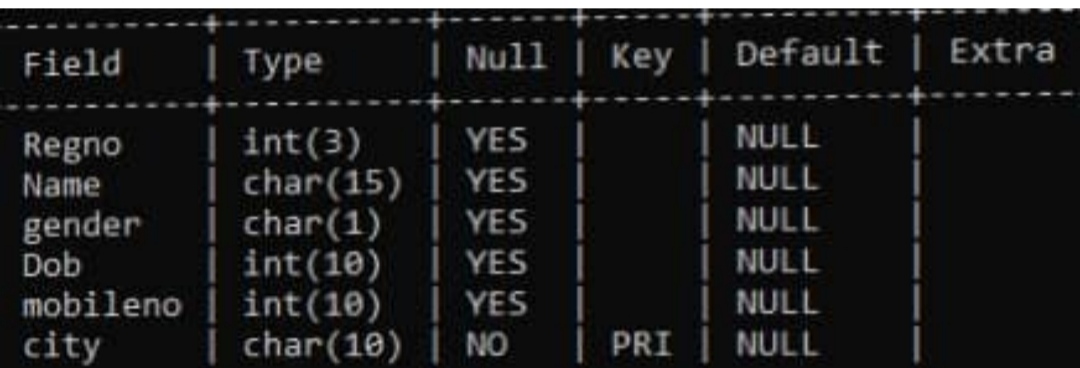 Field | Type | Null | Key | Default | Extra
Regno | int(3) | YES | | NULL |
Name | char(15) | YES | | NULL |
gender | char(1) | YES | | NULL |
Dob | int(10) | YES | | NULL |
mobileno | int(10) | YES | | NULL |
city | char(10) | NO | PRI | NULL |